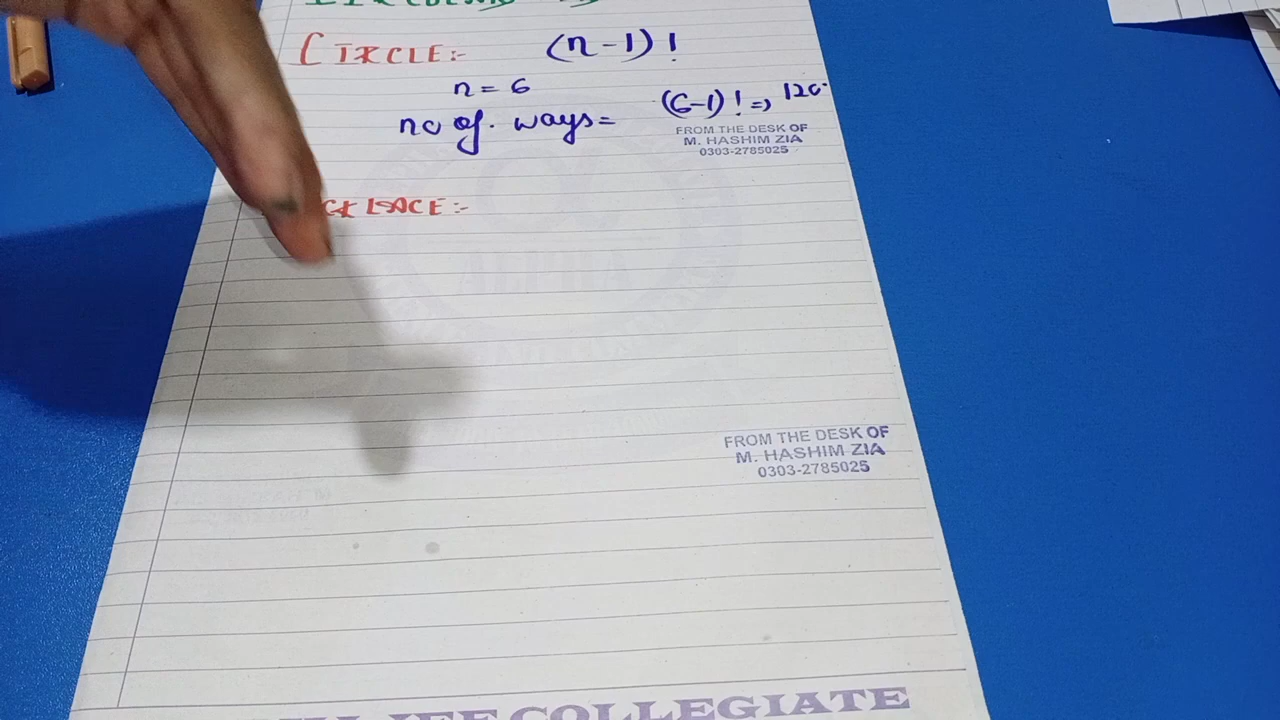 CIRCLE:- (n-1)!
n = 6
no of. ways= (6-1)! => 120.
FROM THE DESK OF
M. HASHIM ZIA
0303-2785025
CKLACE:-
ALPHA
FROM THE DESK OF
M. HASHIM ZIA
0303-2785025
COLLEGIATE